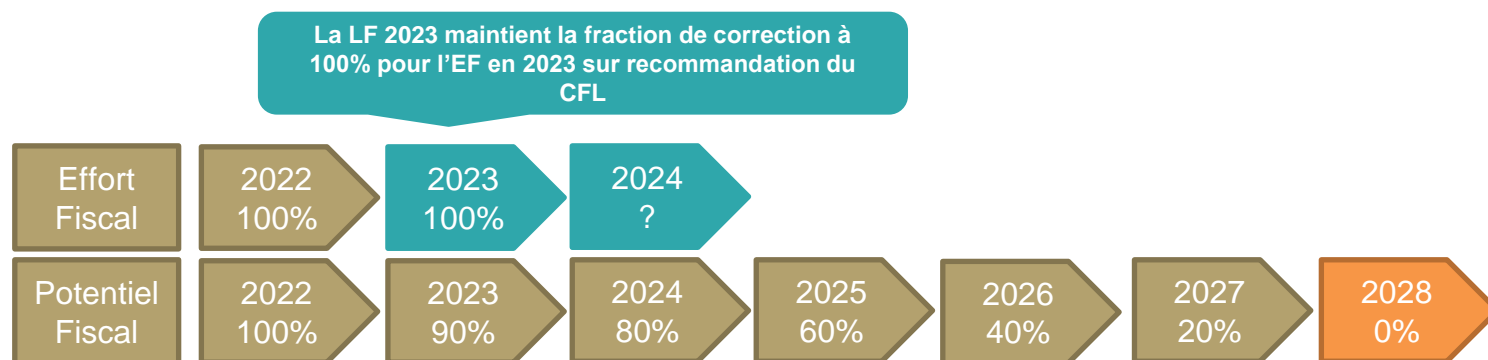 La LF 2023 maintient la fraction de correction à
100% pour l'EF en 2023 sur recommandation du
CFL
Effort
Fiscal
2022
100%
2023
100%
2024
?
Potentiel
Fiscal
2022
100%
2023
90%
2024
80%
2025
60%
2026
40%
2027
20%
2028
0%